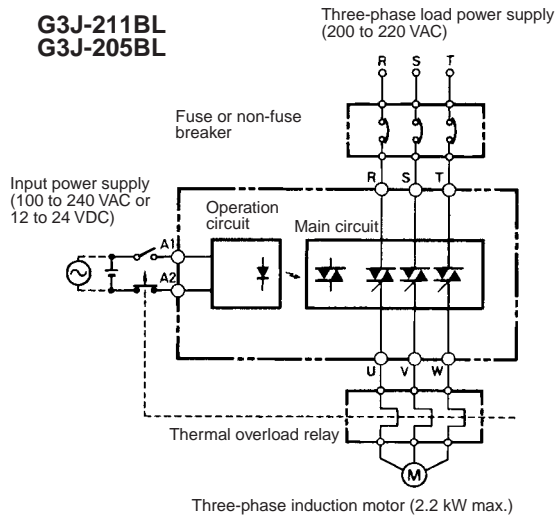 G3J-211BL
G3J-205BL
Three-phase load power supply
(200 to 220 VAC)
R S T
Fuse or non-fuse
breaker
R S T
Input power supply
(100 to 240 VAC or
12 to 24 VDC)
Operation
circuit
Main circuit
A1
A2
U V W
Thermal overload relay
M
Three-phase induction motor (2.2 kW max.)